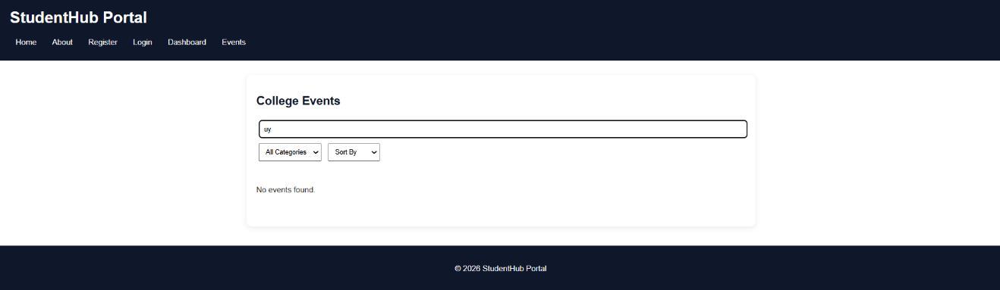 StudentHub Portal
Home About Register Login Dashboard Events
College Events
uy
All Categories Sort By
No events found.
© 2026 StudentHub Portal